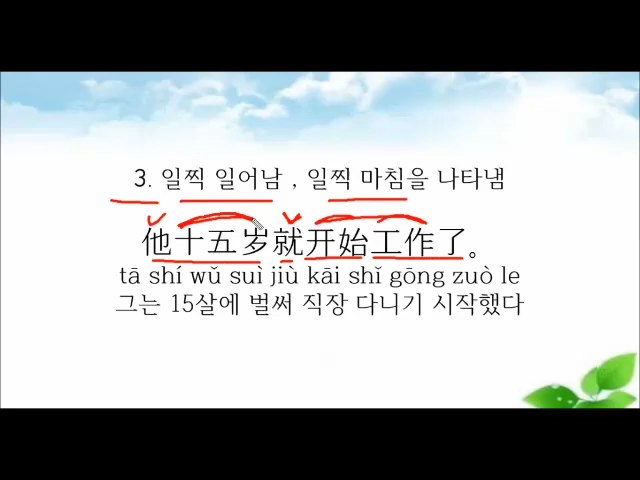 3. 일찍 일어남 , 일찍 마침을 나타냄
他十五岁就开始工作了。
tā shí wǔ suì jiù kāi shǐ gōng zuò le
그는 15살에 벌써 직장 다니기 시작했다